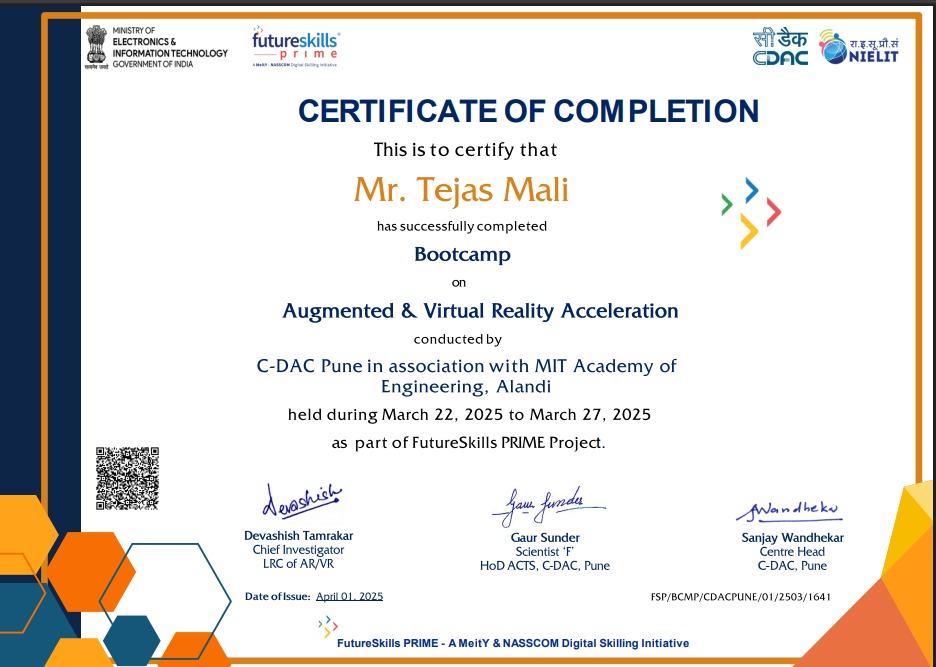 MINISTRY OF
ELECTRONICS &
INFORMATION TECHNOLOGY
GOVERNMENT OF INDIA
सत्यमेव जयते
futureskills
prime
A MeitY - NASSCOM Digital Skilling Initiative
सी डैक
CDAC
रा.इ.सू.प्रौ.सं
NIELIT
CERTIFICATE OF COMPLETION
This is to certify that
Mr. Tejas Mali
has successfully completed
Bootcamp
on
Augmented & Virtual Reality Acceleration
conducted by
C-DAC Pune in association with MIT Academy of
Engineering, Alandi
held during March 22, 2025 to March 27, 2025
as part of FutureSkills PRIME Project.
Devashish
Gaur Sunder
SWandhekar
Devashish Tamrakar
Chief Investigator
LRC of AR/VR
Gaur Sunder
Scientist ‘F’
HoD ACTS, C-DAC, Pune
Sanjay Wandhekar
Centre Head
C-DAC, Pune
Date of Issue: April 01, 2025
FSP/BCMP/CDACPUNE/01/2503/1641
FutureSkills PRIME - A MeitY & NASSCOM Digital Skilling Initiative